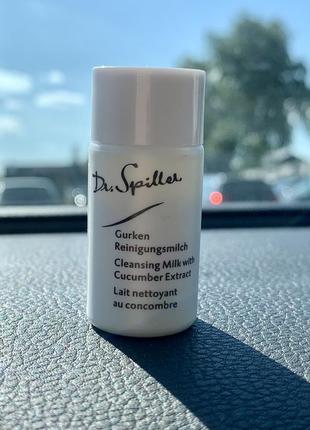 Dr. Spiller
Gurken
Reinigungsmilch
Cleansing Milk with
Cucumber Extract
Lait nettoyant
au concombre